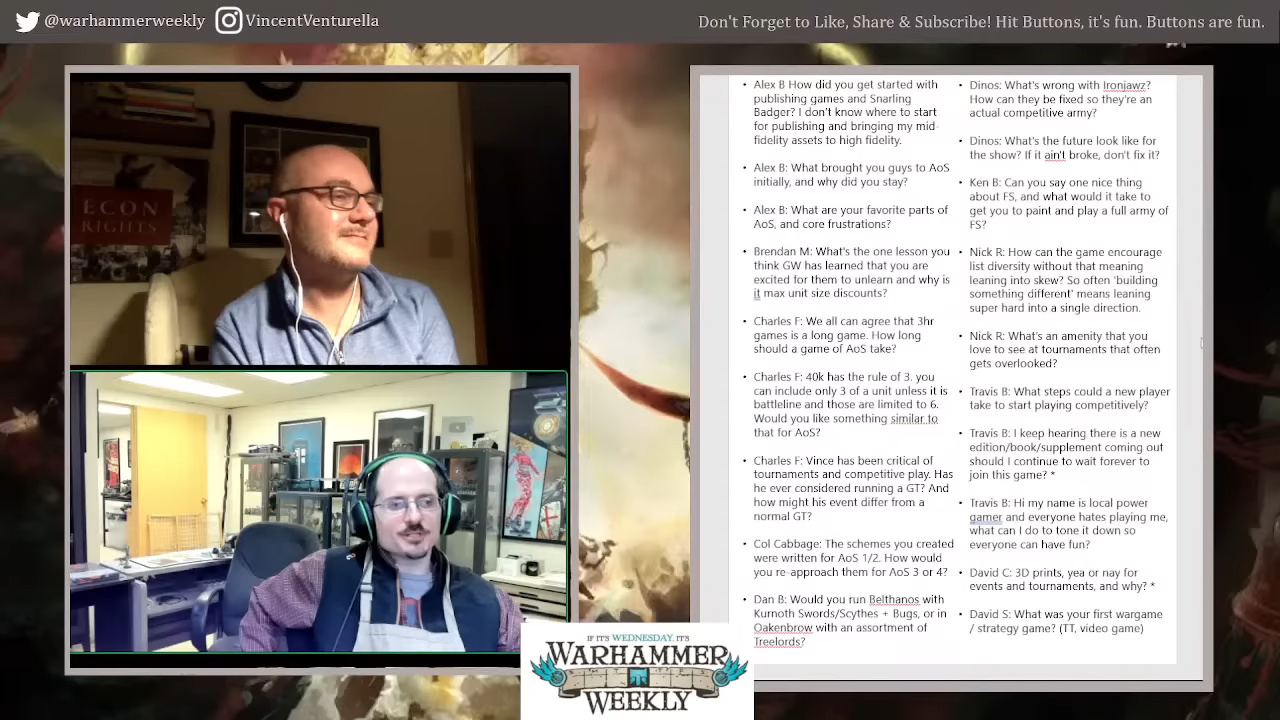 @warhammerweekly VincentVenturella
Don't Forget to Like, Share & Subscribe! Hit Buttons, it's fun. Buttons are fun.
ECON
RIGHTS
• Alex B How did you get started with
publishing games and Snarling
Badger? I don't know where to start
for publishing and bringing my mid-
fidelity assets to high fidelity.
• Alex B: What brought you guys to AoS
initially, and why did you stay?
• Alex B: What are your favorite parts of
AoS, and core frustrations?
• Brendan M: What's the one lesson you
think GW has learned that you are
excited for them to unlearn and why is
it max unit size discounts?
• Charles F: We all can agree that 3hr
games is a long game. How long
should a game of AoS take?
• Charles F: 40k has the rule of 3. you
can include only 3 of a unit unless it is
battleline and those are limited to 6.
Would you like something similar to
that for AoS?
• Charles F: Vince has been critical of
tournaments and competitive play. Has
he ever considered running a GT? And
how might his event differ from a
normal GT?
• Col Cabbage: The schemes you created
were written for AoS 1/2. How would
you re-approach them for AoS 3 or 4?
• Dan B: Would you run Belthanos with
Kurnoth Swords/Scythes + Bugs, or in
Oakenbrow with an assortment of
Treelords?
• Dinos: What's wrong with Ironjawz?
How can they be fixed so they're an
actual competitive army?
• Dinos: What's the future look like for
the show? If it ain't broke, don't fix it?
• Ken B: Can you say one nice thing
about FS, and what would it take to
get you to paint and play a full army of
FS?
• Nick R: How can the game encourage
list diversity without that meaning
leaning into skew? So often 'building
something different' means leaning
super hard into a single direction.
• Nick R: What's an amenity that you
love to see at tournaments that often
gets overlooked?
• Travis B: What steps could a new player
take to start playing competitively?
• Travis B: I keep hearing there is a new
edition/book/supplement coming out
should I continue to wait forever to
join this game? *
• Travis B: Hi my name is local power
gamer and everyone hates playing me,
what can I do to tone it down so
everyone can have fun?
• David C: 3D prints, yea or nay for
events and tournaments, and why? *
• David S: What was your first wargame
/ strategy game? (TT, video game)
IF IT'S WEDNESDAY, IT'S
WARHAMMER
WEEKLY